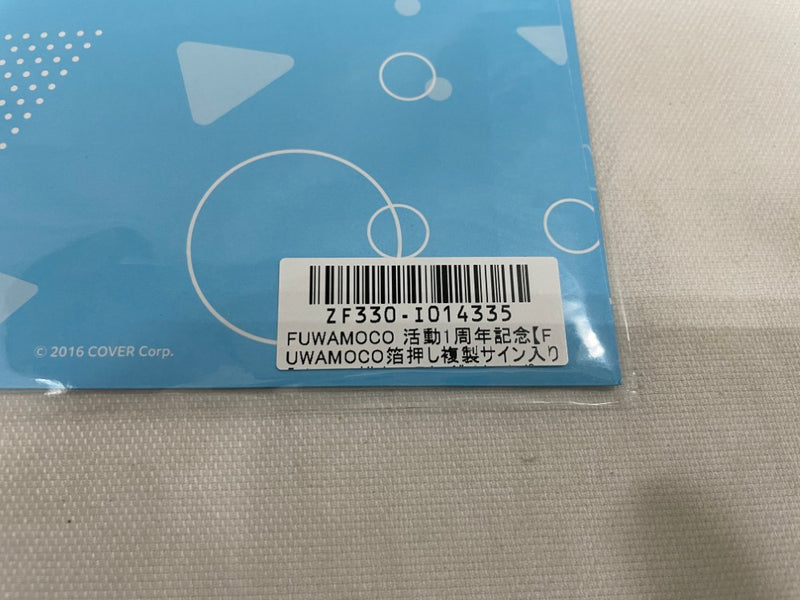 ZF330-I014335
FUWAMOCO 活動1周年記念【F
UWAMOCO箔押し複製サイン入り
© 2016 COVER Corp.